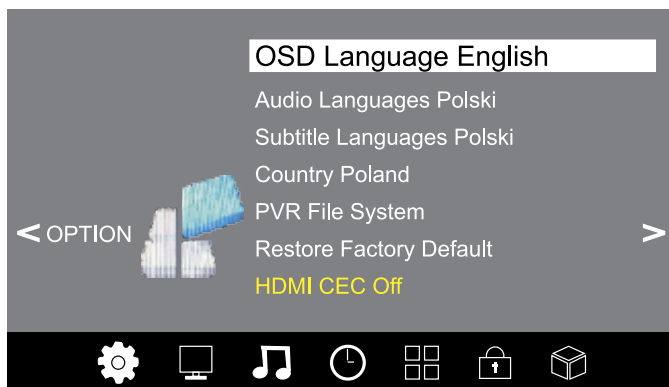 OSD Language English
Audio Languages Polski
Subtitle Languages Polski
Country Poland
< OPTION >
PVR File System
Restore Factory Default
HDMI CEC Off